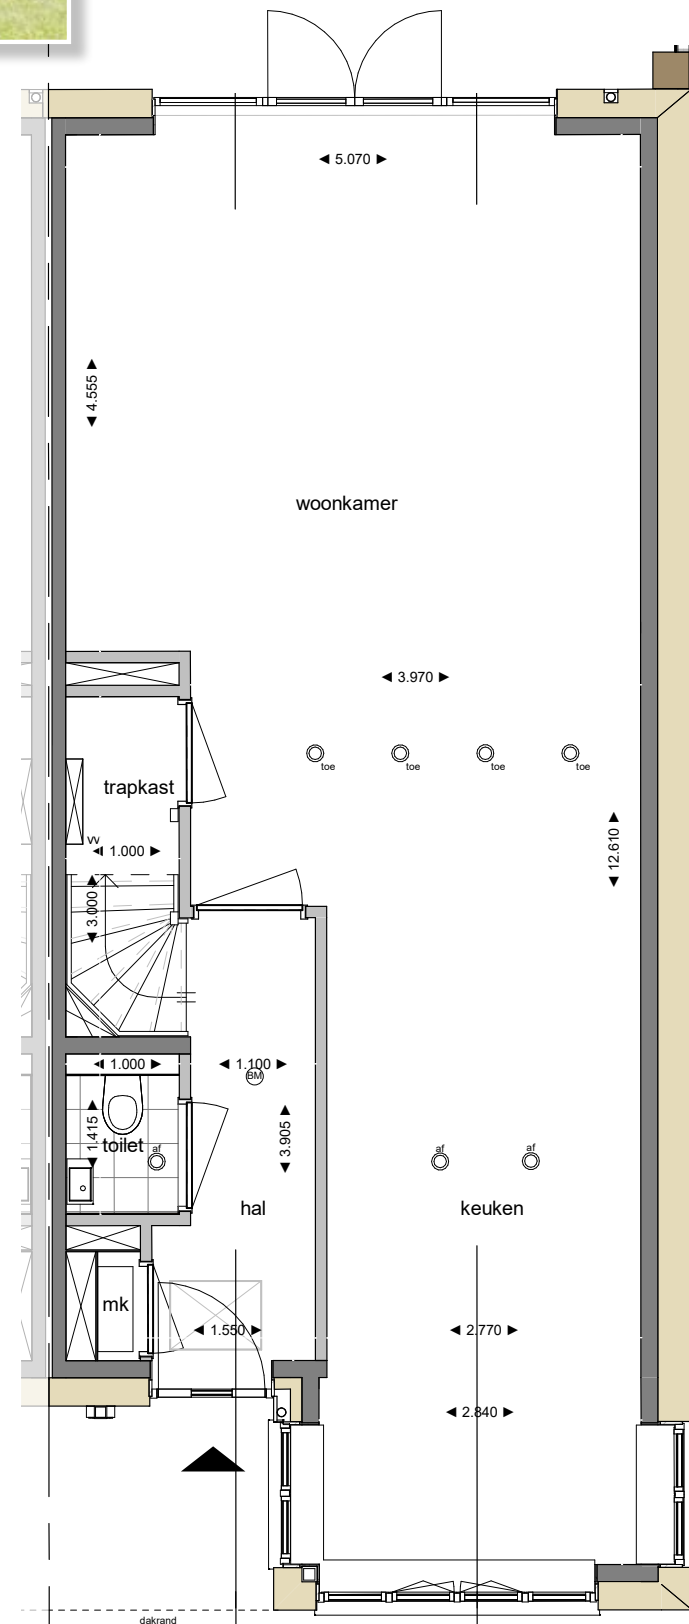 ◄ 5.070 ►
◄ 4.555 ►
woonkamer
◄ 3.970 ►
toe
toe
toe
toe
trapkast
◄ 12.610 ►
vv
◄ 1.000 ►
◄ 3.000 ►
◄ 1.000 ►
◄ 1.100 ►
BM
◄ 1.415 ►
toilet
af
◄ 3.905 ►
af
af
hal
keuken
mk
◄ 1.550 ►
◄ 2.770 ►
◄ 2.840 ►
dakrand